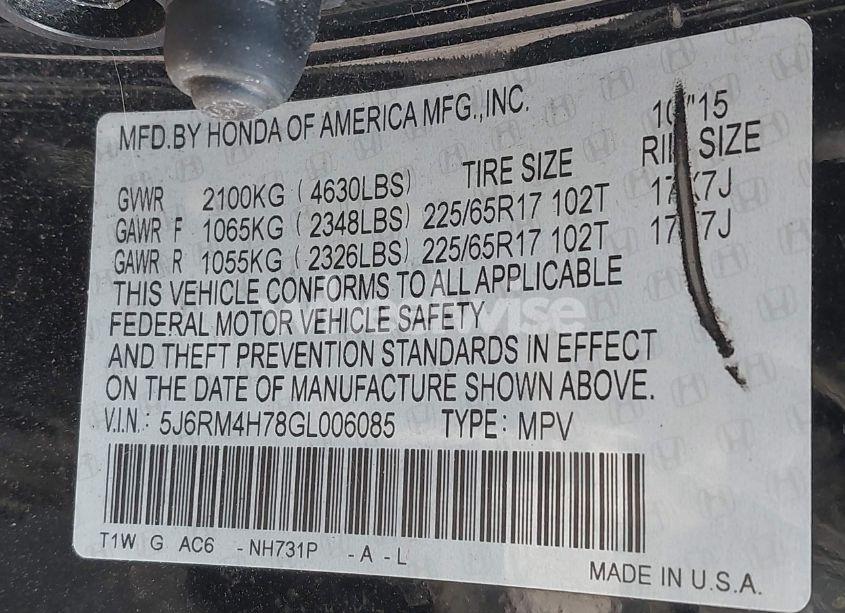 MFD.BY HONDA OF AMERICA MFG.,INC. 10/15
TIRE SIZE RIM SIZE
GVWR 2100KG ( 4630LBS)
GAWR F 1065KG ( 2348LBS) 225/65R17 102T 17X7J
GAWR R 1055KG ( 2326LBS) 225/65R17 102T 17X7J
THIS VEHICLE CONFORMS TO ALL APPLICABLE
FEDERAL MOTOR VEHICLE SAFETY
AND THEFT PREVENTION STANDARDS IN EFFECT
ON THE DATE OF MANUFACTURE SHOWN ABOVE.
V.I.N.: 5J6RM4H78GL006085 TYPE: MPV
T1W G AC6 -NH731P -A -L
MADE IN U.S.A.